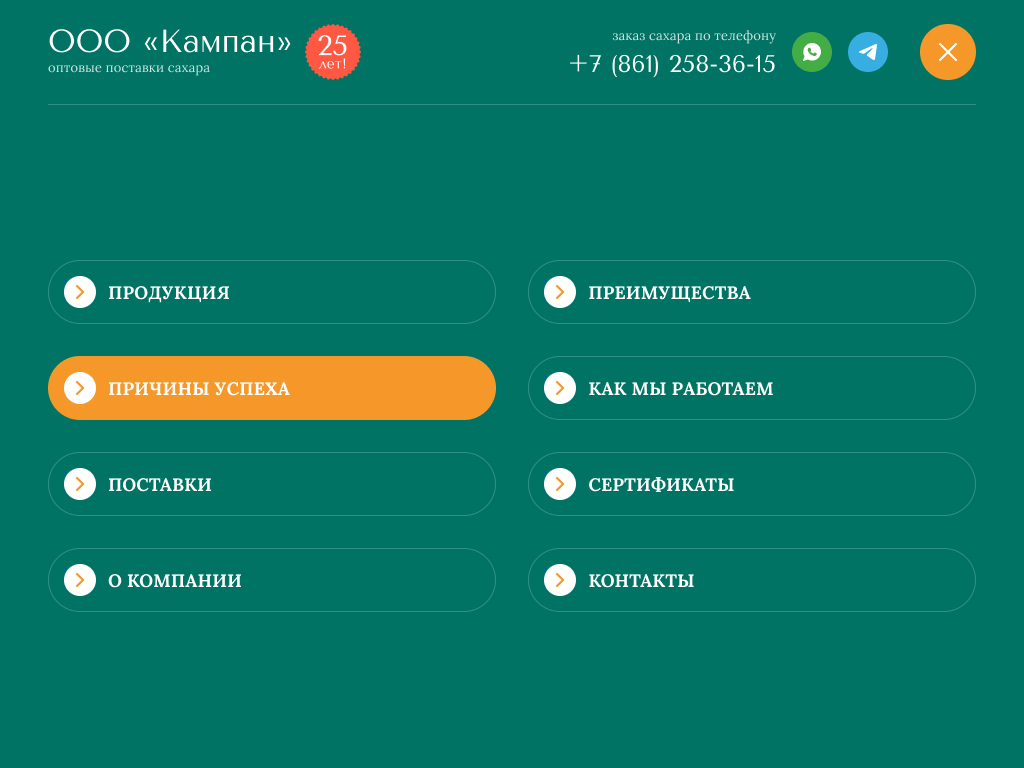 ООО «Кампан»
оптовые поставки сахара
25
лет!
заказ сахара по телефону
+7 (861) 258-36-15
ПРОДУКЦИЯ
ПРЕИМУЩЕСТВА
ПРИЧИНЫ УСПЕХА
КАК МЫ РАБОТАЕМ
ПОСТАВКИ
СЕРТИФИКАТЫ
О КОМПАНИИ
КОНТАКТЫ